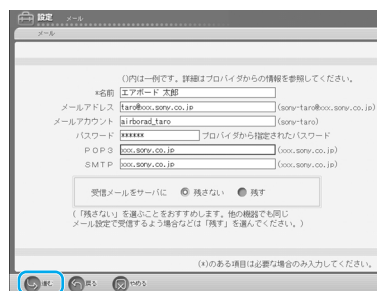 設定 メール
メール
()内は一例です。詳細はプロバイダからの情報を参照してください。
*名前 エアボード 太郎
メールアドレス taro@xxx.sony.co.jp (sony-taro@xxx.sony.co.jp)
メールアカウント airborad_taro (sony-taro)
パスワード ****** プロバイダから指定されたパスワード
POP3 xxx.sony.co.jp (xxx.sony.co.jp)
SMTP xxx.sony.co.jp (xxx.sony.co.jp)
受信メールをサーバに 残さない 残す
(「残さない」を選ぶことをおすすめします。他の機器でも同じ
メール設定で受信するよう場合などは「残す」を選んでください。)
(*)のある項目は必要な場合のみ入力してください。
進む 戻る やめる